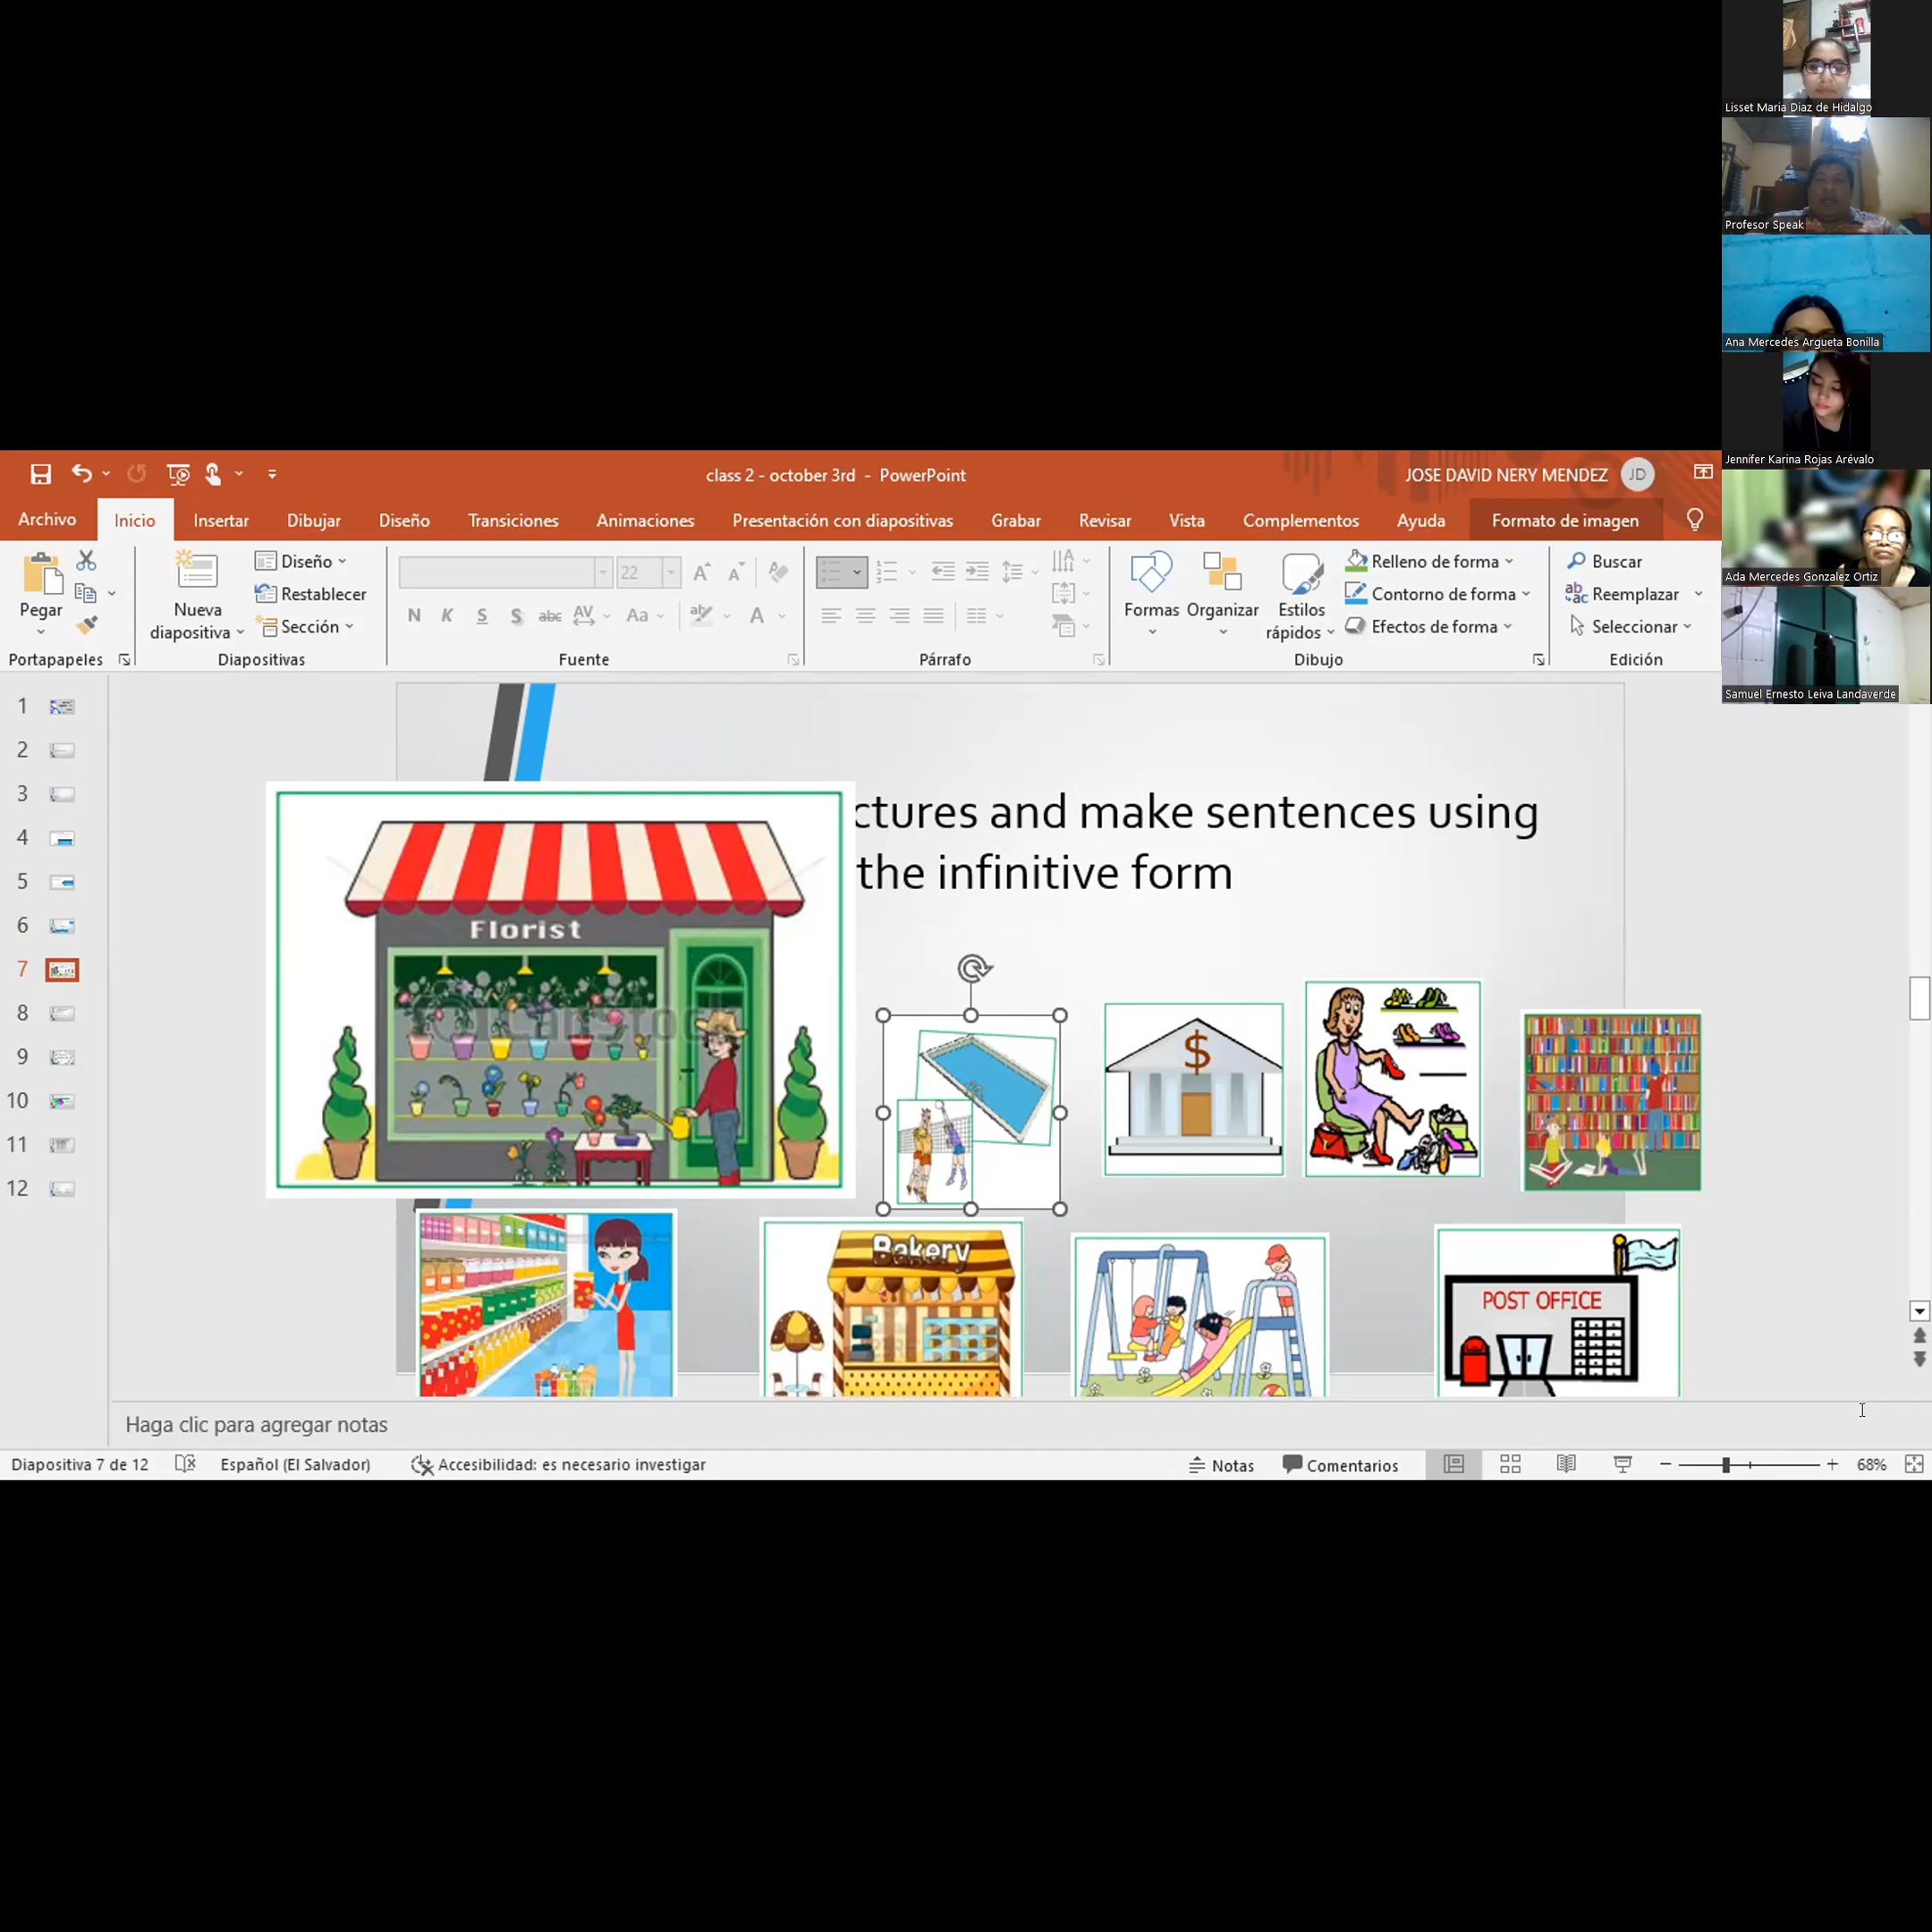 Lisset Maria Diaz de Hidalgo
Profesor Speak
Ana Mercedes Argueta Bonilla
Jennifer Karina Rojas Arévalo
Ada Mercedes Gonzalez Ortiz
Samuel Ernesto Leiva Landaverde
class 2 - october 3rd - PowerPoint
JOSE DAVID NERY MENDEZ JD
Archivo Inicio Insertar Dibujar Diseño Transiciones Animaciones Presentación con diapositivas Grabar Revisar Vista Complementos Ayuda Formato de imagen
Pegar
Portapapeles
Nueva
diapositiva
Diseño
Restablecer
Sección
Diapositivas
22
N K S S abc AV Aa A
Fuente
Párrafo
Formas
Organizar
Estilos
rápidos
Relleno de forma
Contorno de forma
Efectos de forma
Dibujo
Buscar
Reemplazar
Seleccionar
Edición
1
2
3
4
5
6
7
8
9
10
11
12
ctures and make sentences using
the infinitive form
Florist
$
Bakery
POST OFFICE
Haga clic para agregar notas
Diapositiva 7 de 12 Español (El Salvador) Accesibilidad: es necesario investigar Notas Comentarios 68%